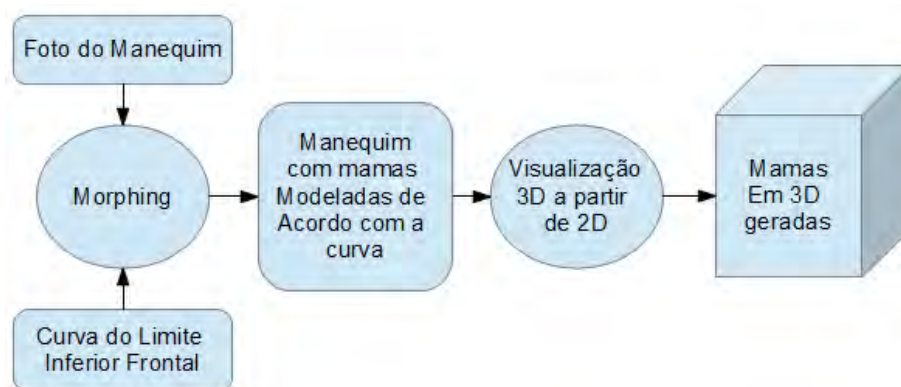 Foto do Manequim
Morphing
Curva do Limite
Inferior Frontal
Manequim
com mamas
Modeladas de
Acordo com a
curva
Visualização
3D a partir
de 2D
Mamas
Em 3D
geradas